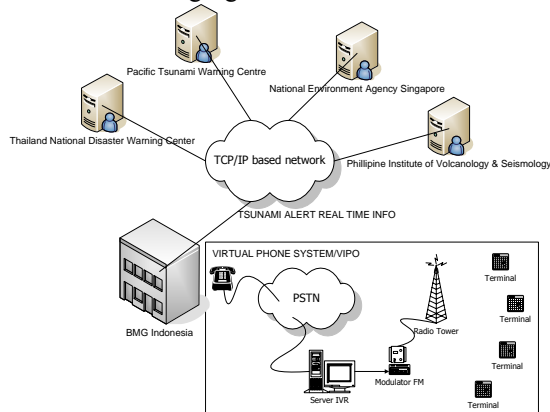 Pacific Tsunami Warning Centre
National Environment Agency Singapore
Thailand National Disaster Warning Center
TCP/IP based network
Phillipine Institute of Volcanology & Seismology
TSUNAMI ALERT REAL TIME INFO
BMG Indonesia
VIRTUAL PHONE SYSTEM/VIPO
PSTN
Server IVR
Modulator FM
Radio Tower
Terminal
Terminal
Terminal
Terminal